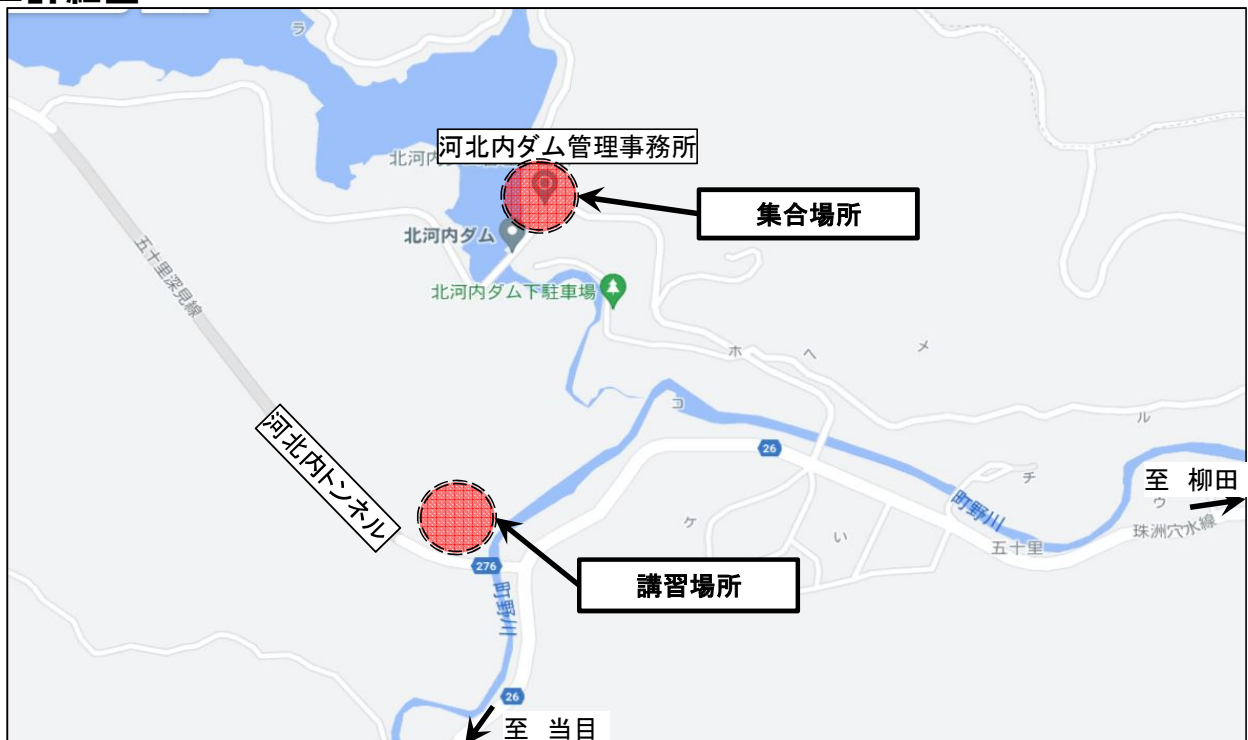 ラ
河北内ダム管理事務所
北河内
集合場所
北河内ダム
五十里深見線
北河内ダム下駐車場
ホ
ヘ
メ
コ
ル
河北内トンネル
26
チ
至 柳田
ウ
町野川
珠洲穴水線
ケ
い
五十里
276
講習場所
町野川
26
至 当目